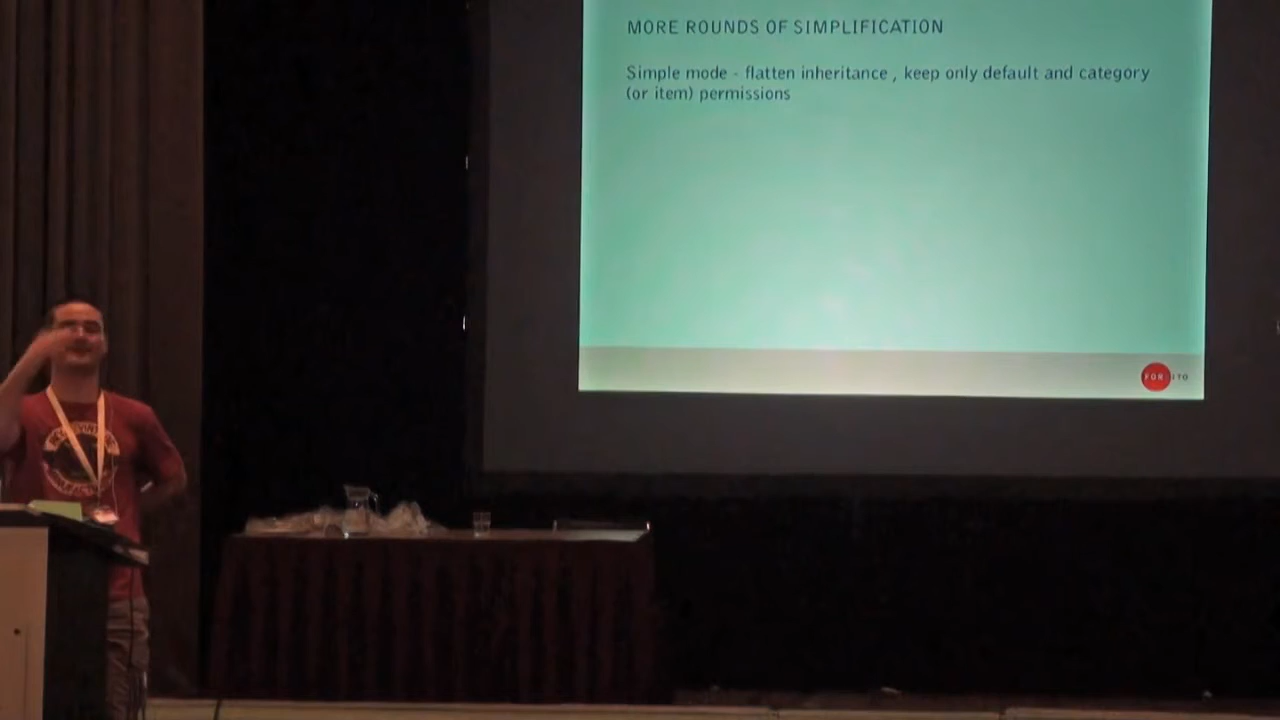 MORE ROUNDS OF SIMPLIFICATION
Simple mode - flatten inheritance , keep only default and category
(or item) permissions